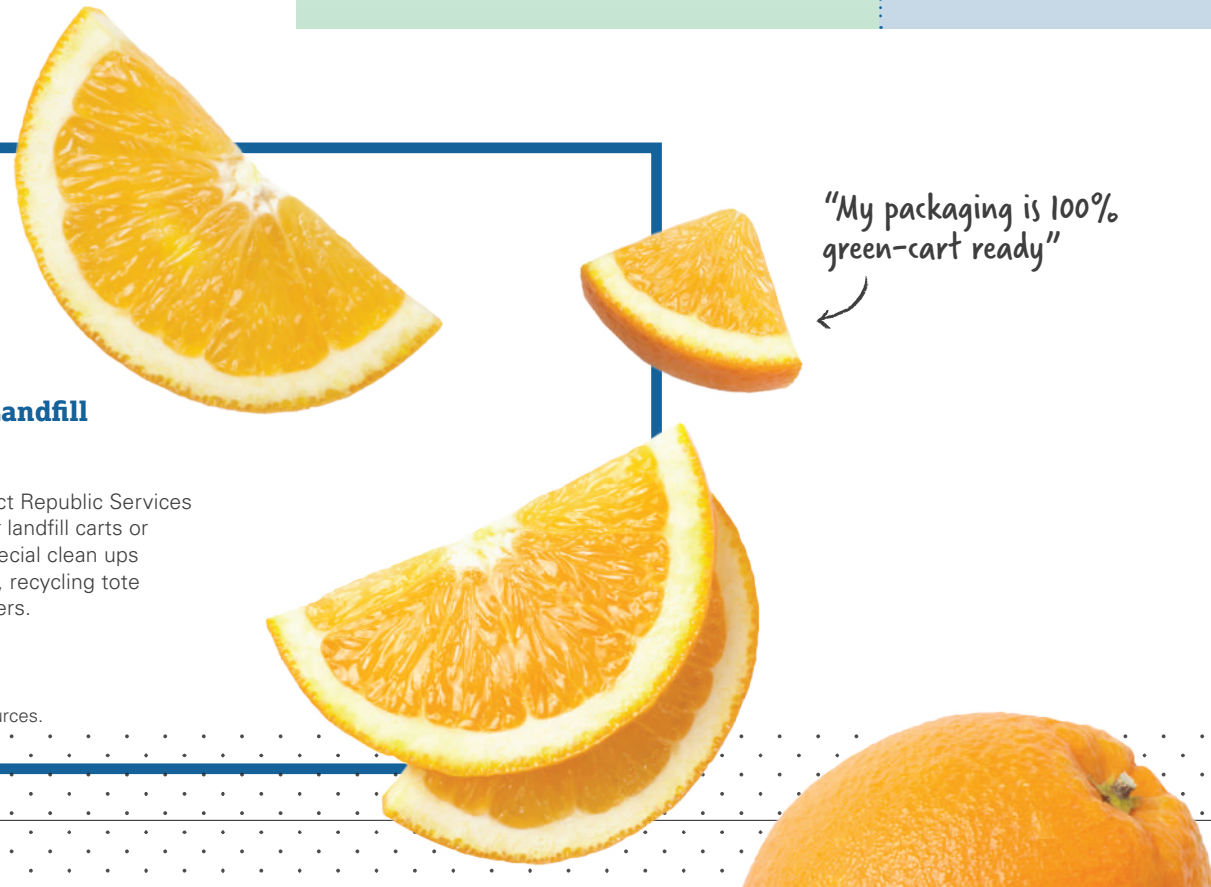 "My packaging is 100%
green-cart ready"
andfill
ct Republic Services
landfill carts or
ecial clean ups
, recycling tote
ers.
urces.